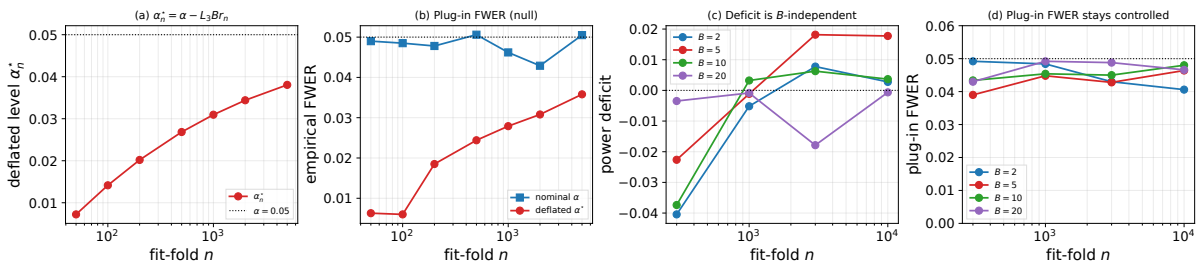 (a) α*ₙ = α − L₃Brₙ
deflated level α*ₙ
0.05
0.04
0.03
0.02
0.01
α*ₙ
α = 0.05
10²
10³
fit-fold n
(b) Plug-in FWER (null)
empirical FWER
0.05
0.04
0.03
0.02
0.01
nominal α
deflated α*
10²
10³
fit-fold n
(c) Deficit is B-independent
power deficit
0.02
0.01
0.00
−0.01
−0.02
−0.03
−0.04
B = 2
B = 5
B = 10
B = 20
10³
10⁴
fit-fold n
(d) Plug-in FWER stays controlled
plug-in FWER
0.06
0.05
0.04
0.03
0.02
0.01
0.00
B = 2
B = 5
B = 10
B = 20
10³
10⁴
fit-fold n